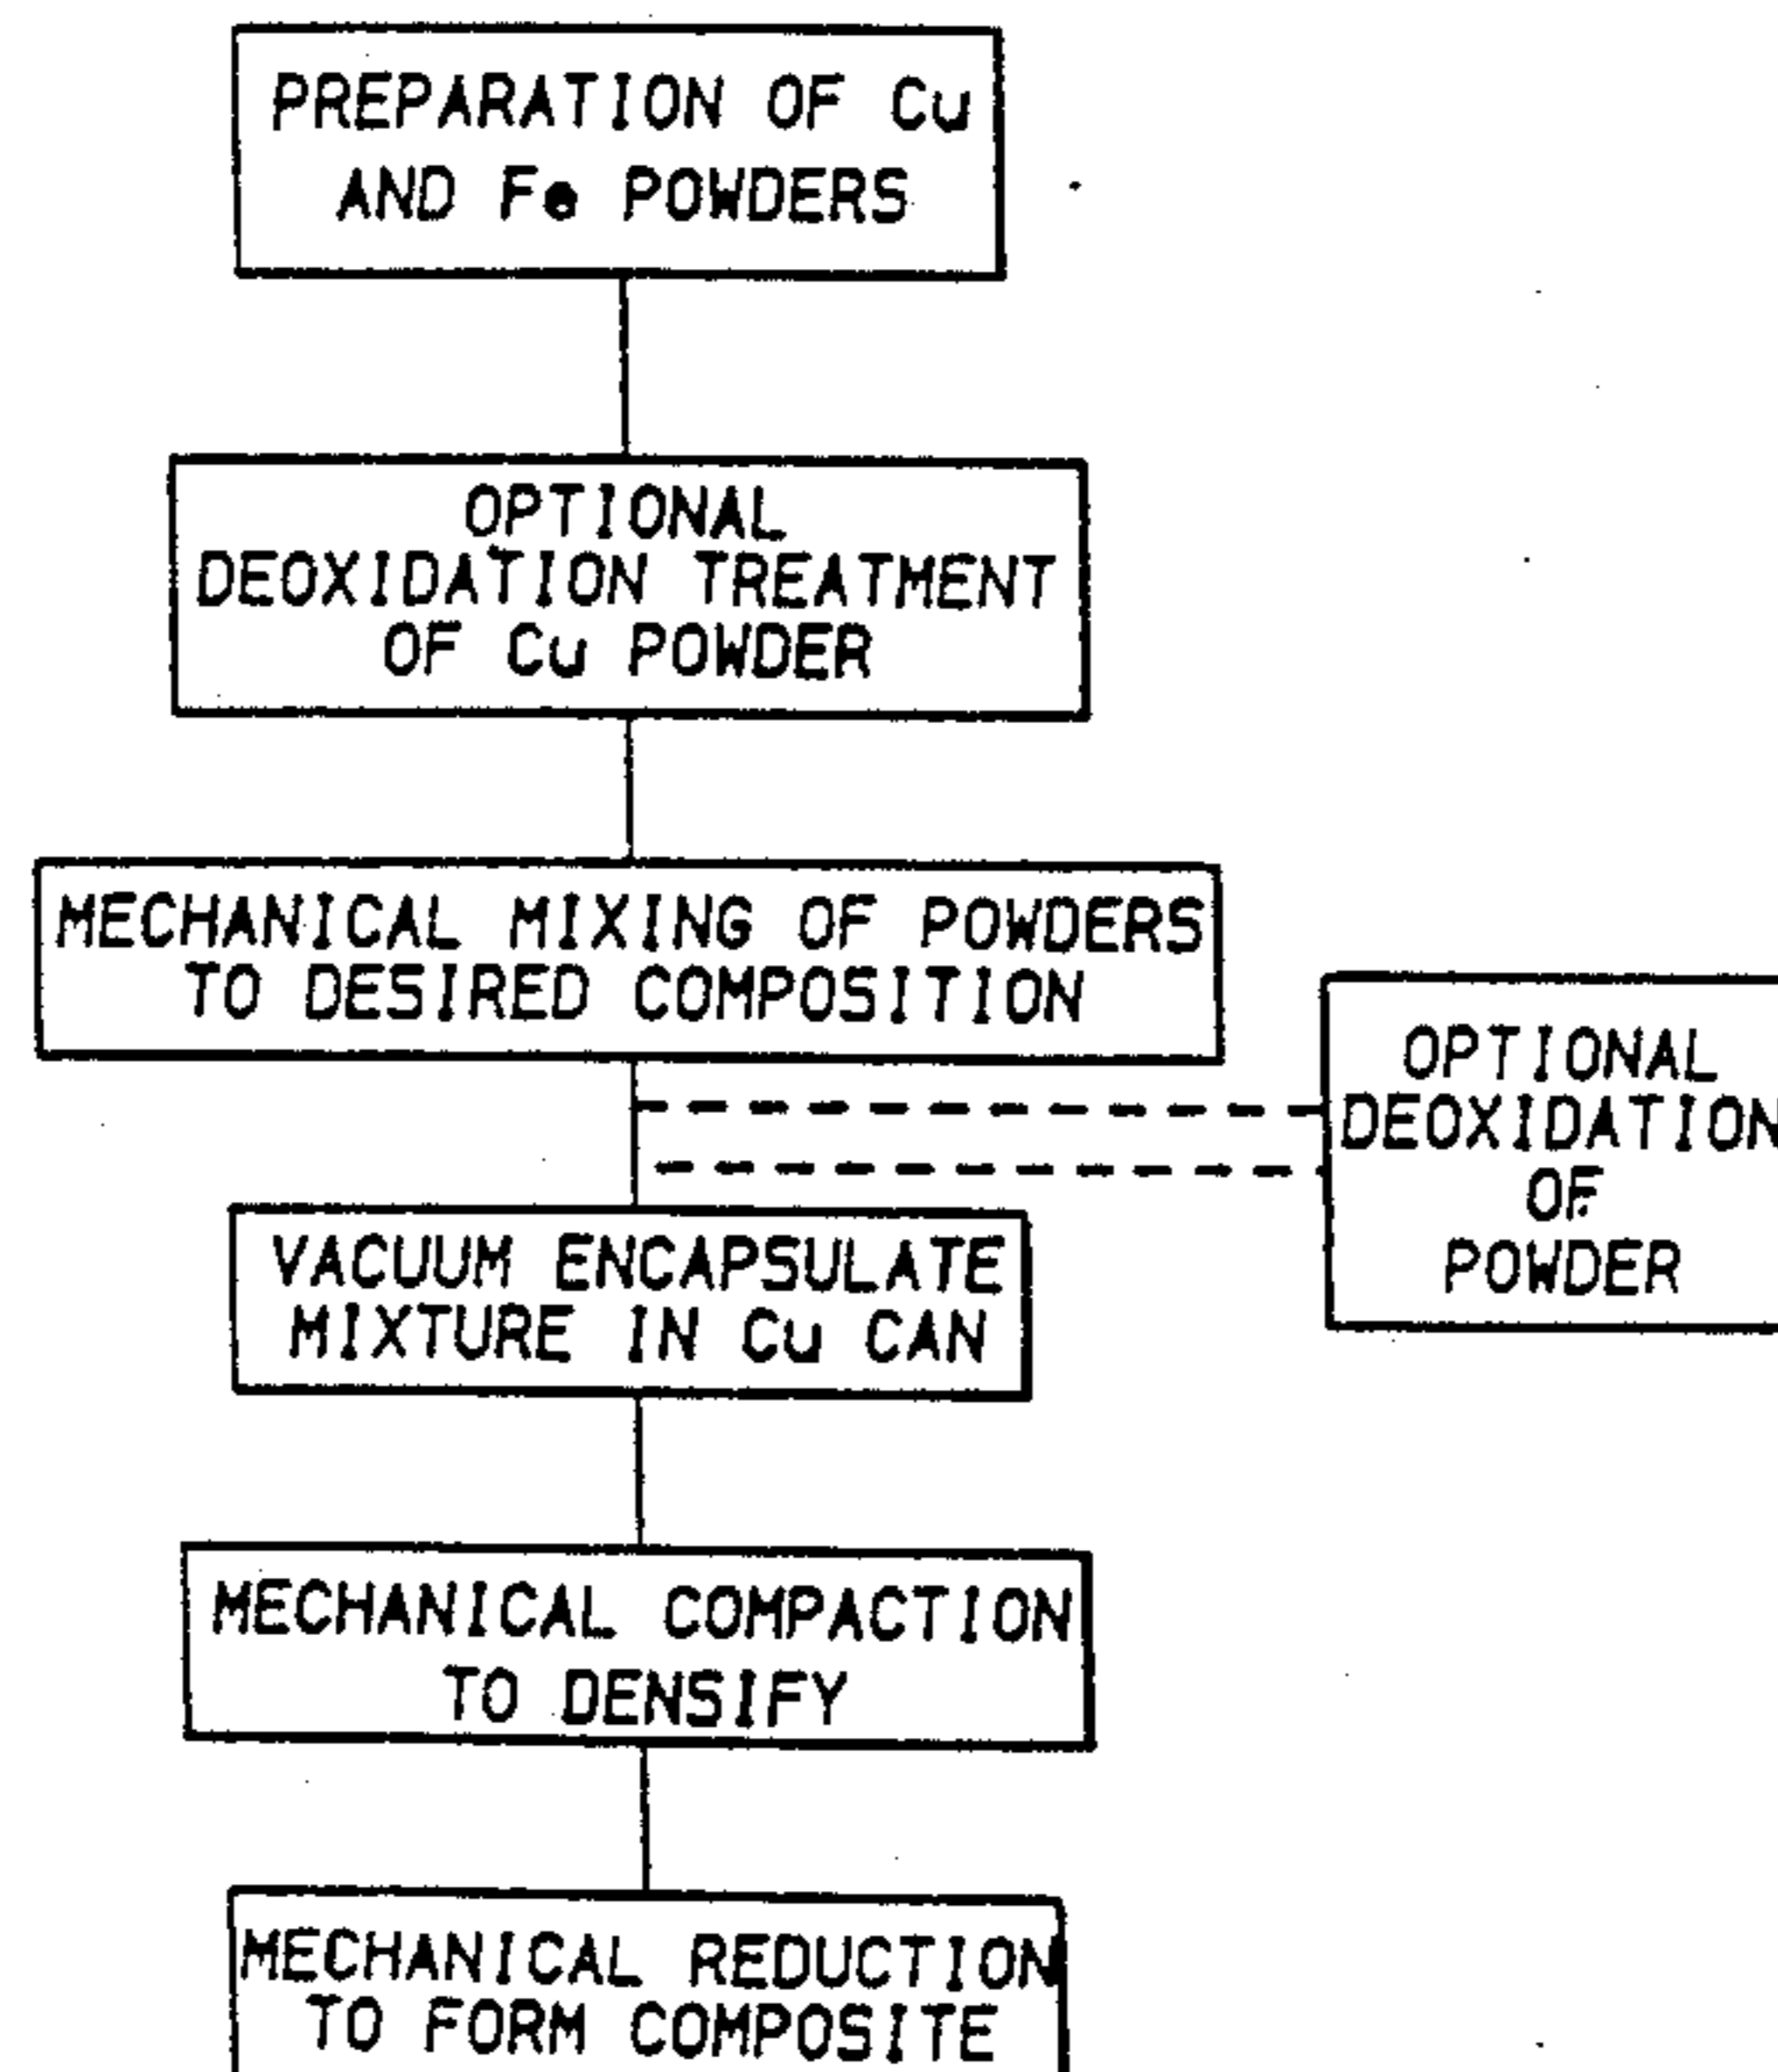 PREPARATION OF Cu
AND Fe POWDERS
OPTIONAL
DEOXIDATION TREATMENT
OF Cu POWDER
MECHANICAL MIXING OF POWDERS
TO DESIRED COMPOSITION
OPTIONAL
DEOXIDATION
OF
POWDER
VACUUM ENCAPSULATE
MIXTURE IN Cu CAN
MECHANICAL COMPACTION
TO DENSIFY
MECHANICAL REDUCTION
TO FORM COMPOSITE